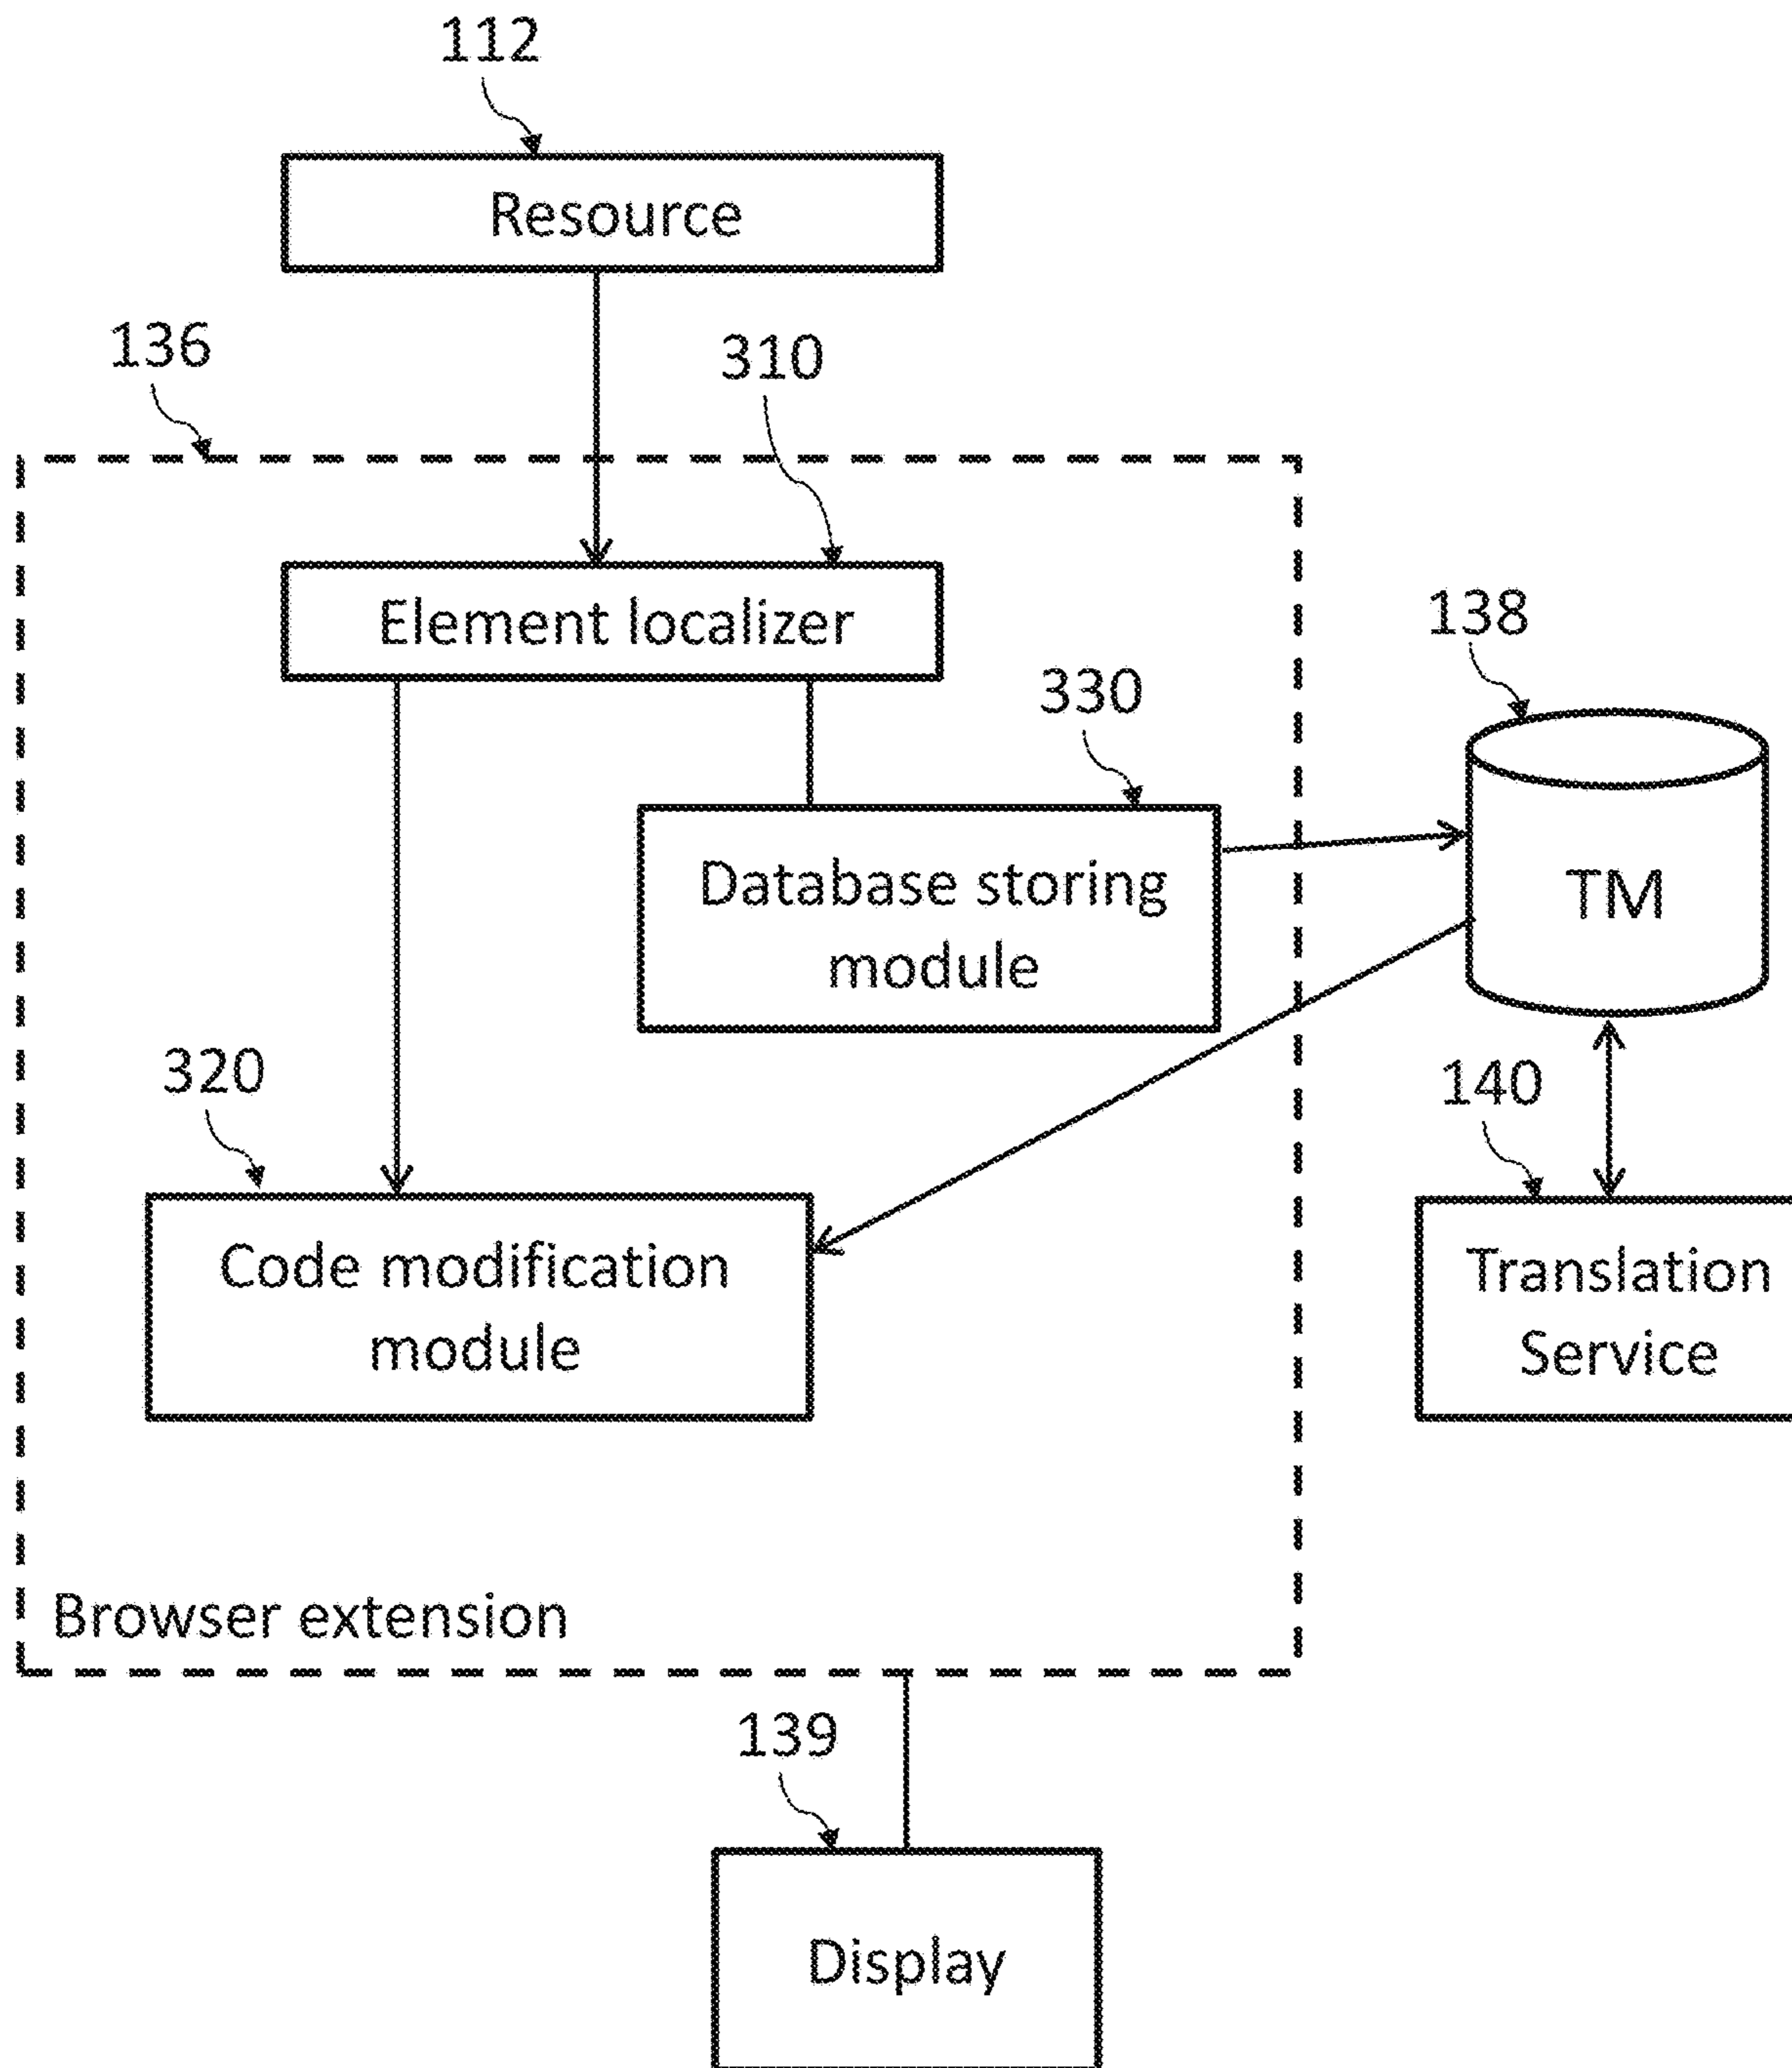 112
Resource
136
310
Element localizer
138
330
Database storing
module
TM
320
140
Code modification
module
Translation
Service
Browser extension
139
Display